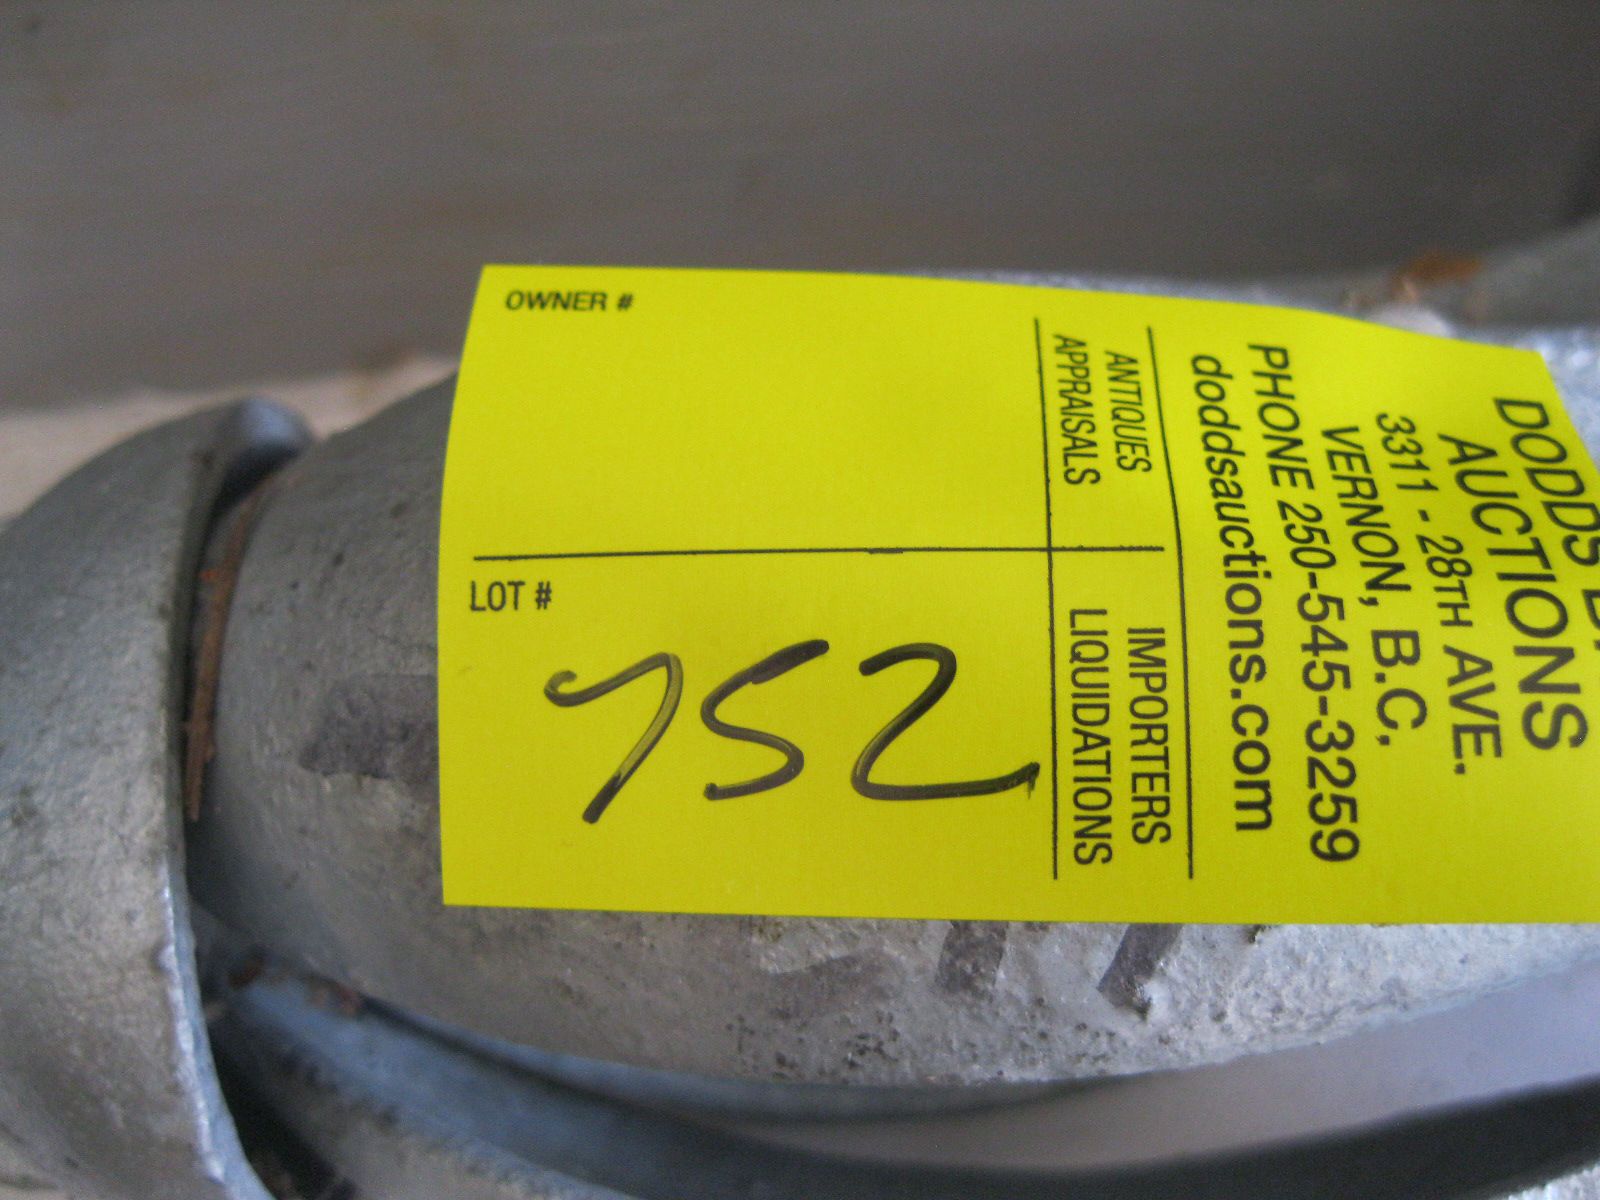 DODDS
AUCTIONS
3311 - 28TH AVE.
VERNON, B.C.
PHONE 250-545-3259
doddsauctions.com
ANTIQUES
APPRAISALS
IMPORTERS
LIQUIDATIONS
OWNER #
LOT #
752